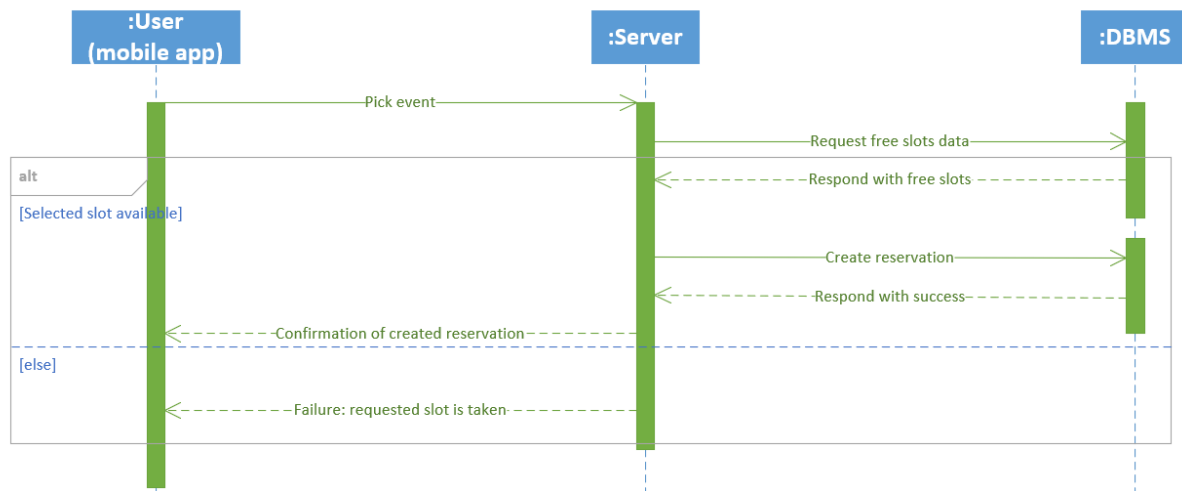 :User
(mobile app)
:Server
:DBMS
Pick event
Request free slots data
alt
Respond with free slots
[Selected slot available]
Create reservation
Respond with success
Confirmation of created reservation
[else]
Failure: requested slot is taken